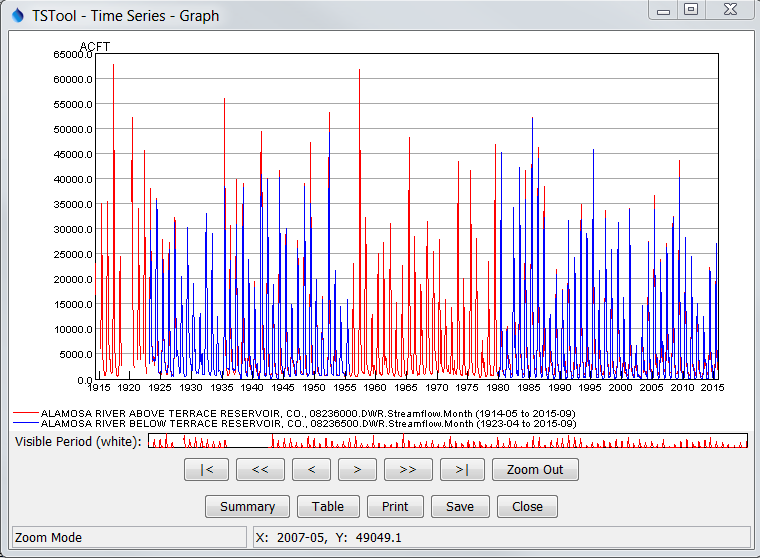 TSTool - Time Series - Graph
ACFT
65000.0
60000.0
55000.0
50000.0
45000.0
40000.0
35000.0
30000.0
25000.0
20000.0
15000.0
10000.0
5000.0
0.0
1915 1920 1925 1930 1935 1940 1945 1950 1955 1960 1965 1970 1975 1980 1985 1990 1995 2000 2005 2010 2015
ALAMOSA RIVER ABOVE TERRACE RESERVOIR, CO., 08236000.DWR.Streamflow.Month (1914-05 to 2015-09)
ALAMOSA RIVER BELOW TERRACE RESERVOIR, CO., 08236500.DWR.Streamflow.Month (1923-04 to 2015-09)
Visible Period (white):
|< << < > >> >| Zoom Out
Summary Table Print Save Close
Zoom Mode X: 2007-05, Y: 49049.1